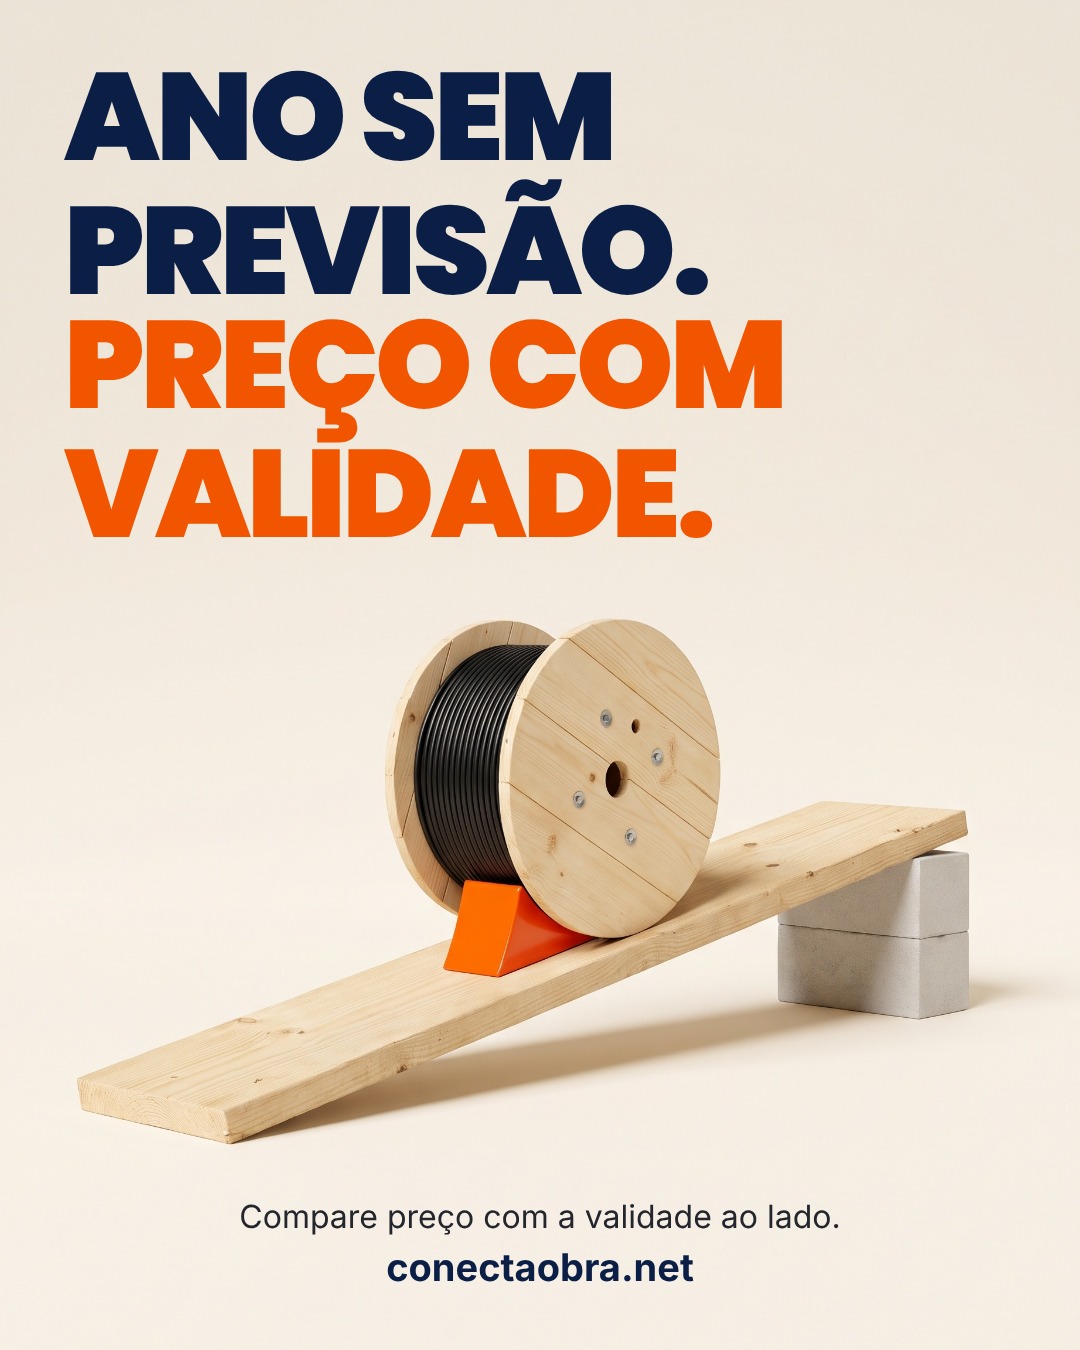 ANO SEM
PREVISÃO.
PREÇO COM
VALIDADE.
Compare preço com a validade ao lado.
conectaobra.net